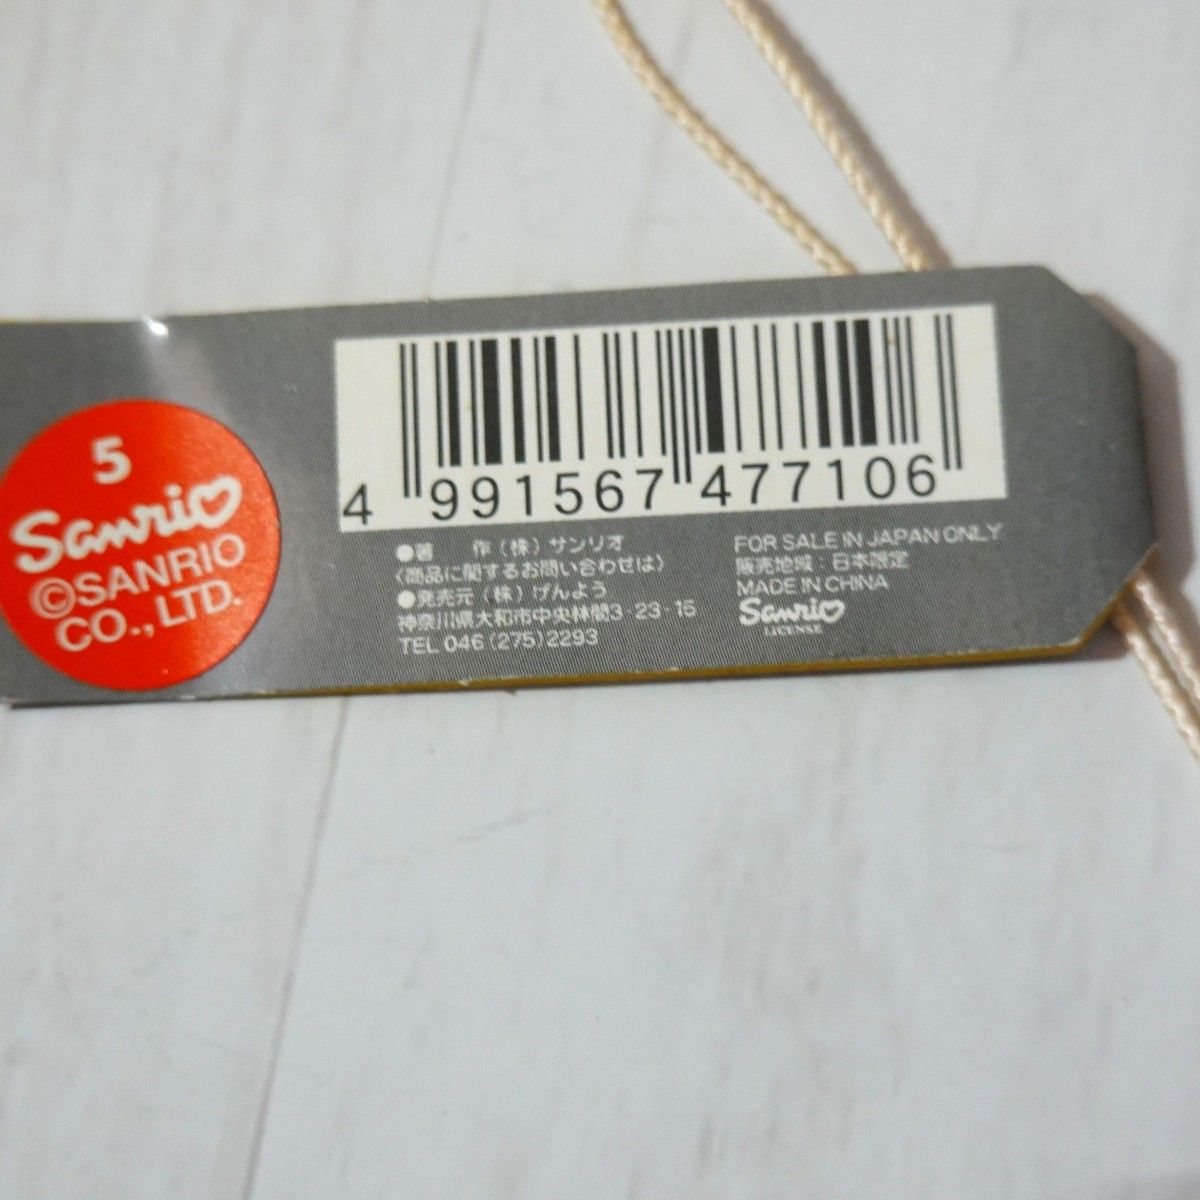 5
Sanrio
©SANRIO
CO., LTD.
4 991567 477106
●著　作（株）サンリオ
〈商品に関するお問い合わせは〉
●発売元（株）げんよう
神奈川県大和市中央林間3-23-15
TEL 046(275)2293
FOR SALE IN JAPAN ONLY
販売地域：日本限定
MADE IN CHINA
Sanrio
LICENSE